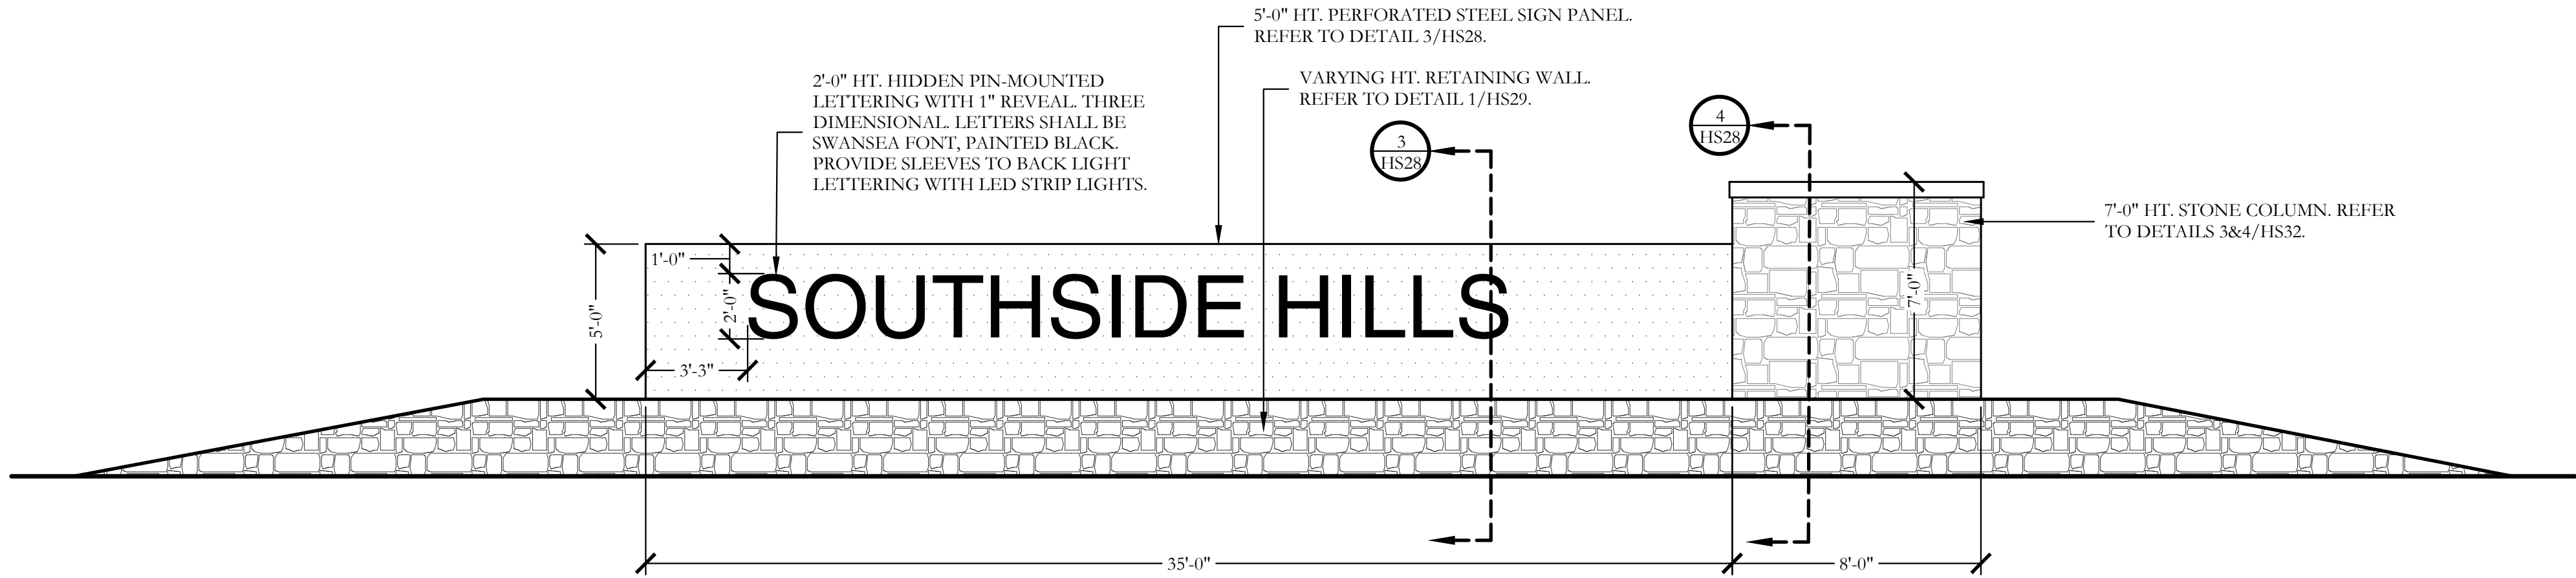 5'-0" HT. PERFORATED STEEL SIGN PANEL.
REFER TO DETAIL 3/HS28.
2'-0" HT. HIDDEN PIN-MOUNTED
LETTERING WITH 1" REVEAL. THREE
DIMENSIONAL. LETTERS SHALL BE
SWANSEA FONT, PAINTED BLACK.
PROVIDE SLEEVES TO BACK LIGHT
LETTERING WITH LED STRIP LIGHTS.
VARYING HT. RETAINING WALL.
REFER TO DETAIL 1/HS29.
3
HS28
4
HS28
7'-0" HT. STONE COLUMN. REFER
TO DETAILS 3&4/HS32.
1'-0"
5'-0"
2'-0"
SOUTHSIDE HILLS
7'-0"
3'-3"
35'-0"
8'-0"